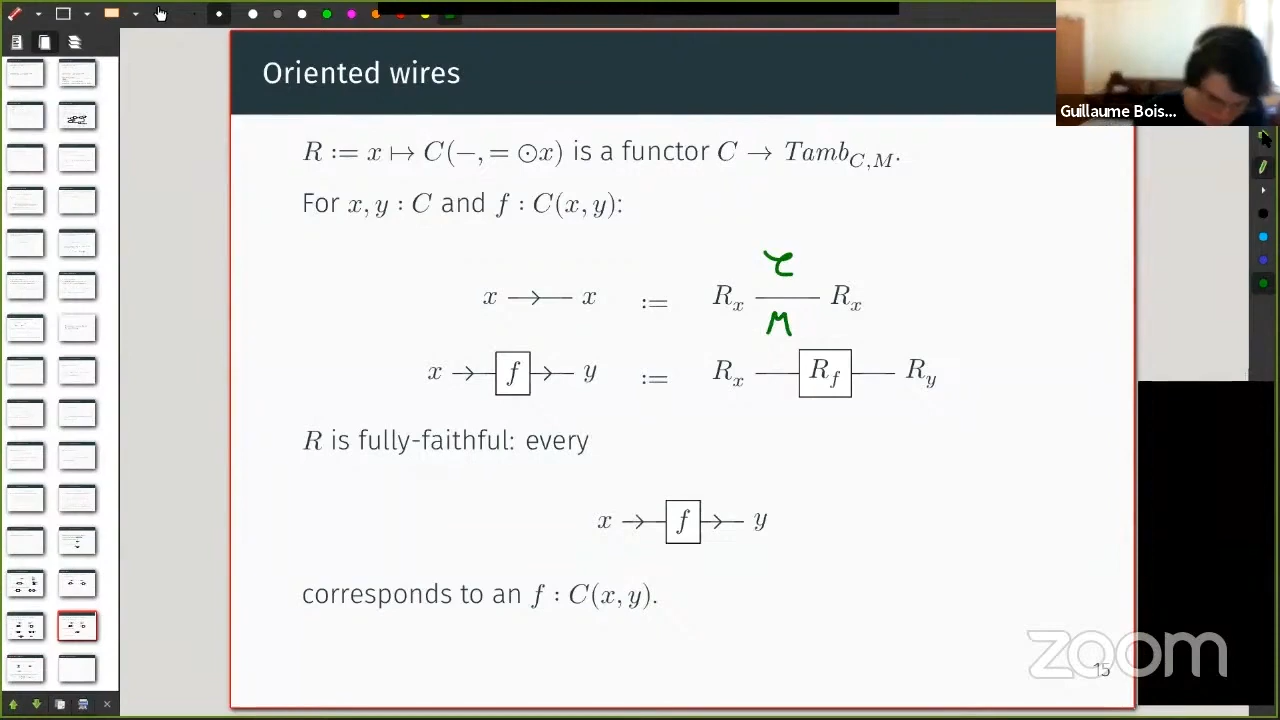 Oriented wires
Guillaume Bois...
R := x ↦ C(−, = ⊙x) is a functor C → Tamb_{C,M}.
For x, y : C and f : C(x, y):
C
x x := R_x R_x
M
x f y := R_x R_f R_y
R is fully-faithful: every
x f y
corresponds to an f : C(x, y).
zoom
15